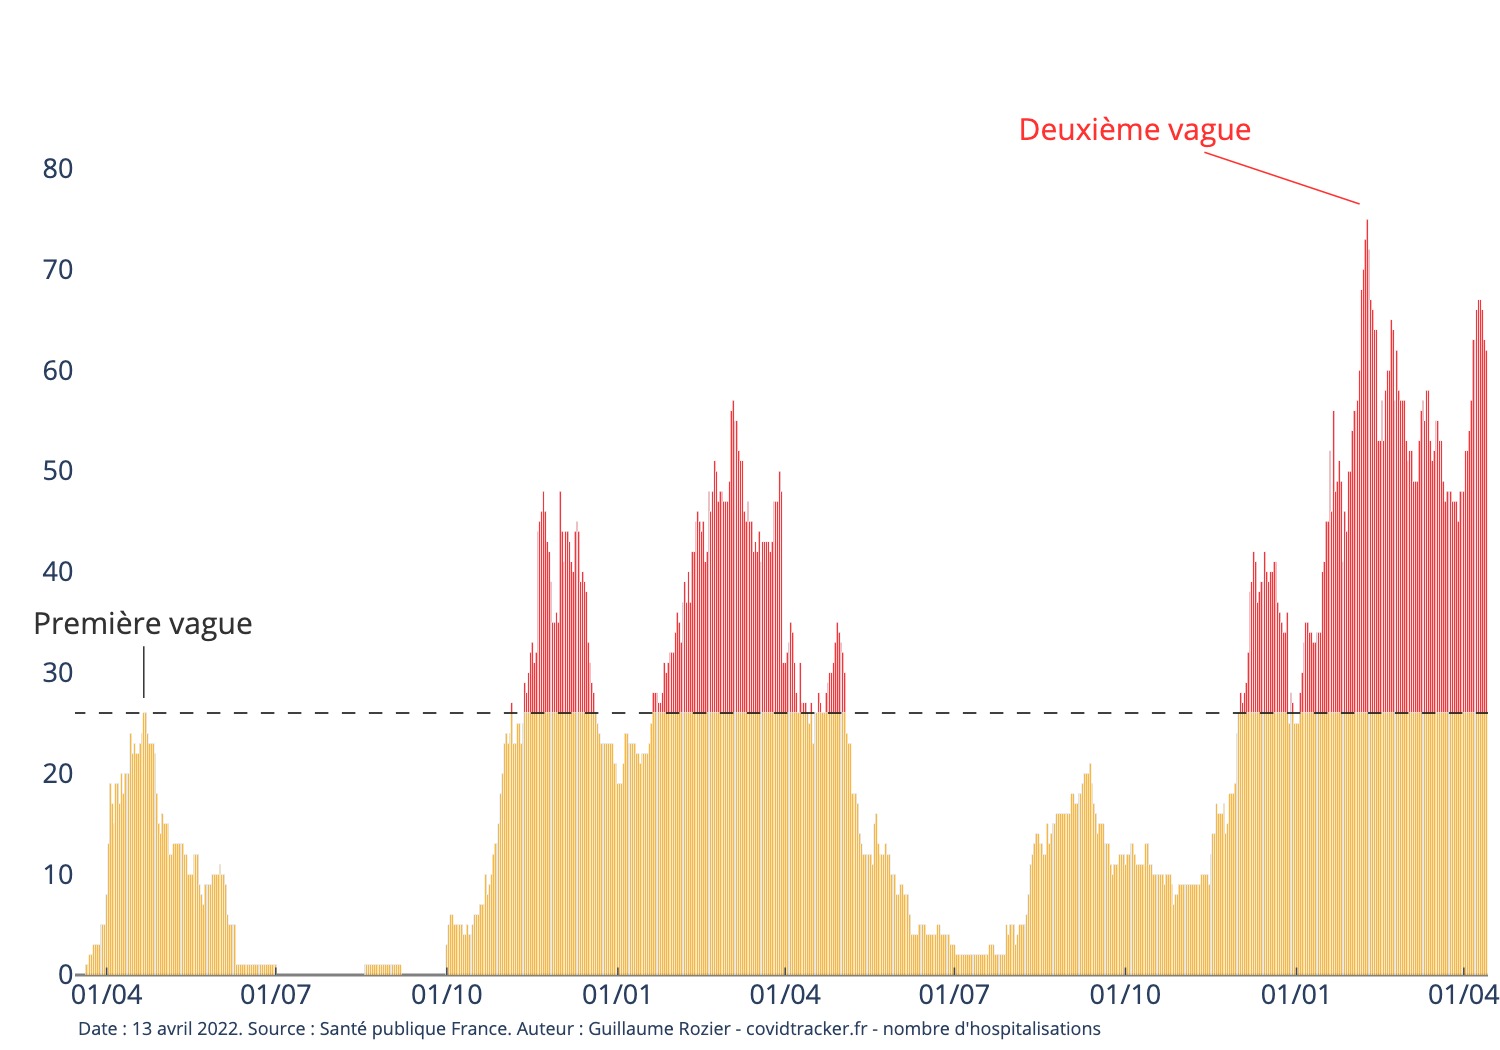 Deuxième vague
80
70
60
50
40
Première vague
30
20
10
0
01/04 01/07 01/10 01/01 01/04 01/07 01/10 01/01 01/04
Date : 13 avril 2022. Source : Santé publique France. Auteur : Guillaume Rozier - covidtracker.fr - nombre d'hospitalisations